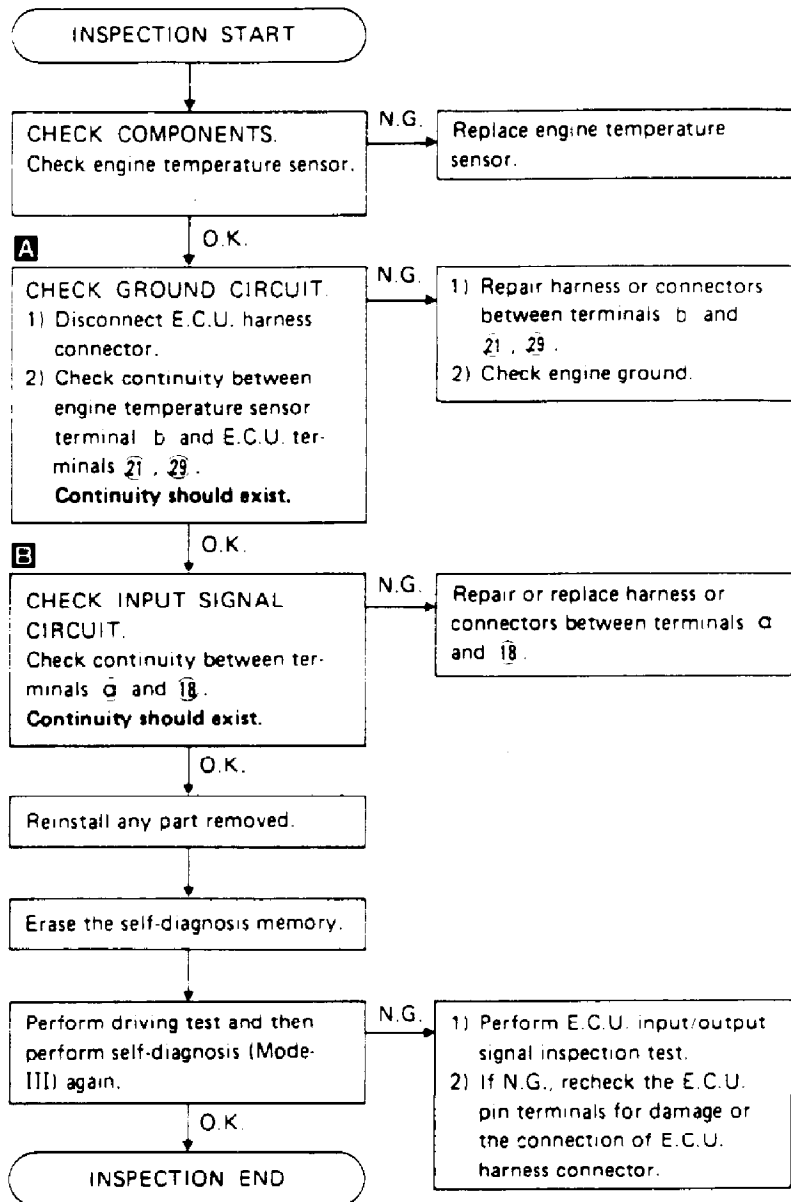 INSPECTION START
CHECK COMPONENTS.
Check engine temperature sensor.
N.G.
Replace engine temperature
sensor.
O.K.
A
CHECK GROUND CIRCUIT.
1) Disconnect E.C.U. harness
connector.
2) Check continuity between
engine temperature sensor
terminal b and E.C.U. ter-
minals 21 , 29 .
Continuity should exist.
N.G.
1) Repair harness or connectors
between terminals b and
21 , 29 .
2) Check engine ground.
O.K.
B
CHECK INPUT SIGNAL
CIRCUIT.
Check continuity between ter-
minals a and 18 .
Continuity should exist.
N.G.
Repair or replace harness or
connectors between terminals a
and 18 .
O.K.
Reinstall any part removed.
Erase the self-diagnosis memory.
Perform driving test and then
perform self-diagnosis (Mode-
III) again.
N.G.
1) Perform E.C.U. input/output
signal inspection test.
2) If N.G., recheck the E.C.U.
pin terminals for damage or
the connection of E.C.U.
harness connector.
O.K.
INSPECTION END